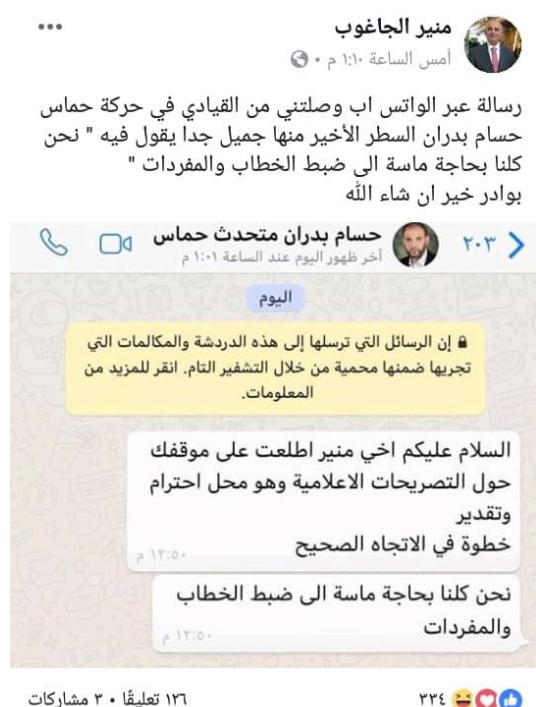 منير الجاغوب
أمس الساعة ١:١٠ م
رسالة عبر الواتس اب وصلتني من القيادي في حركة حماس
حسام بدران السطر الأخير منها جميل جدا يقول فيه " نحن
كلنا بحاجة ماسة الى ضبط الخطاب والمفردات "
بوادر خير ان شاء الله
٢٠٣
حسام بدران متحدث حماس
آخر ظهور اليوم عند الساعة ١:٠١ م
اليوم
إن الرسائل التي ترسلها إلى هذه الدردشة والمكالمات التي
تجريها ضمنها محمية من خلال التشفير التام. انقر للمزيد من
المعلومات.
السلام عليكم اخي منير اطلعت على موقفك
حول التصريحات الاعلامية وهو محل احترام
وتقدير
خطوة في الاتجاه الصحيح
١٢:٥٠ م
نحن كلنا بحاجة ماسة الى ضبط الخطاب
والمفردات
١٢:٥٠ م
٣٣٤
١٢٦ تعليقًا • ٣ مشاركات